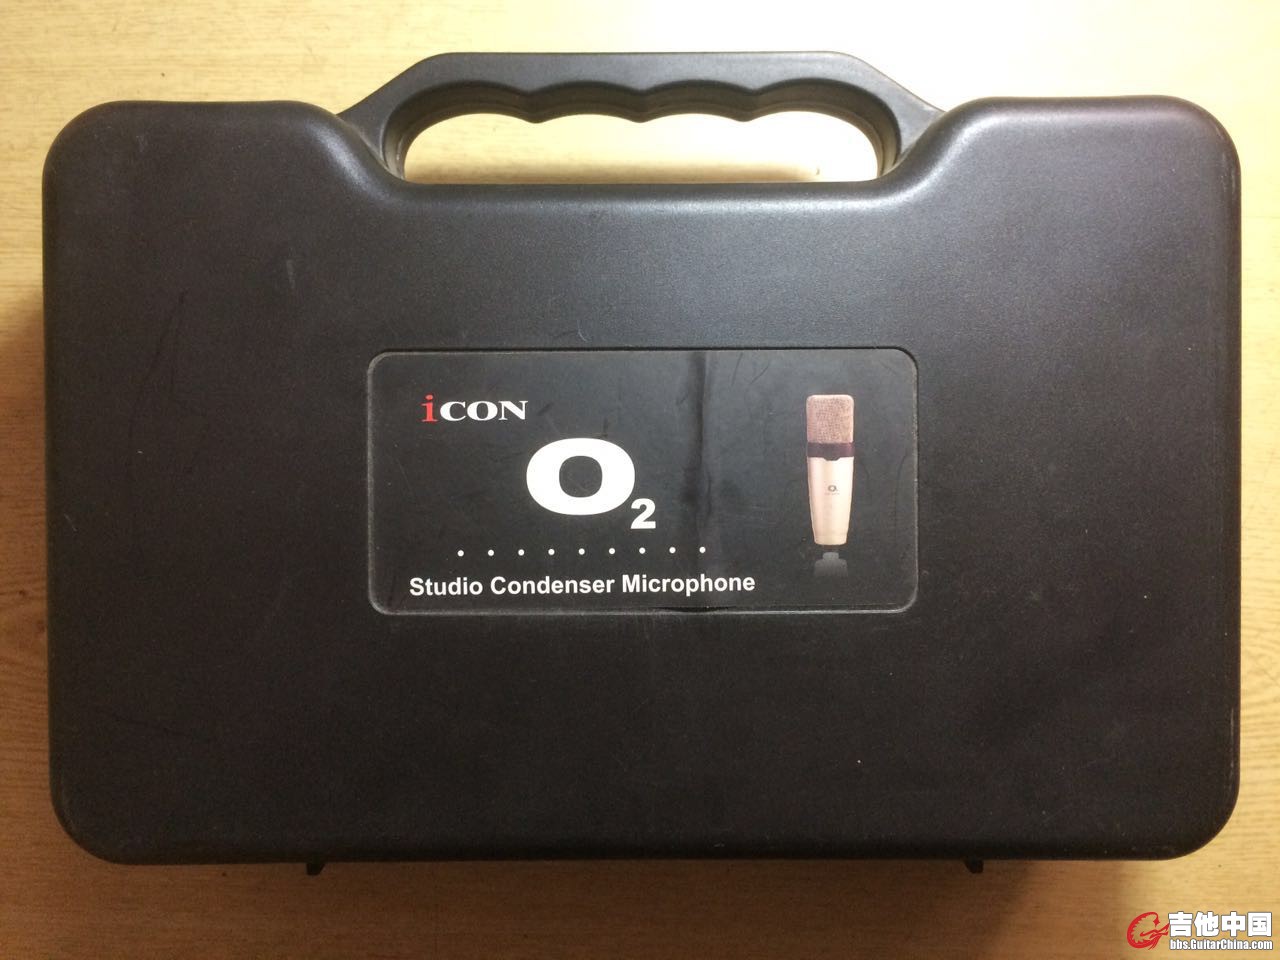 iCON
O2
Studio Condenser Microphone
吉他中国
bbs.GuitarChina.com